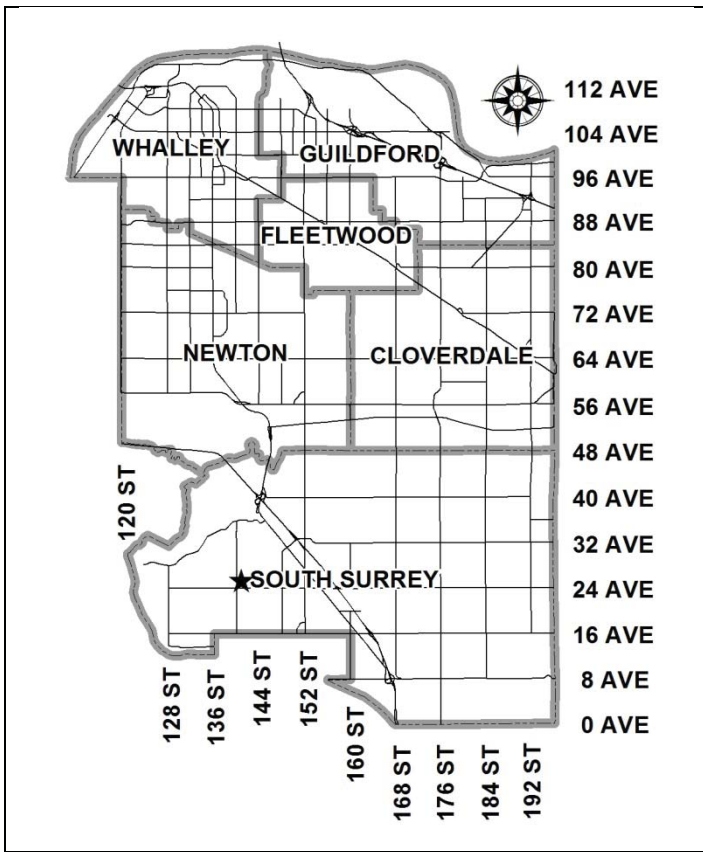 112 AVE
104 AVE
WHALLEY
GUILDFORD
96 AVE
88 AVE
FLEETWOOD
80 AVE
72 AVE
NEWTON
CLOVERDALE
64 AVE
56 AVE
48 AVE
120 ST
40 AVE
32 AVE
SOUTH SURREY
24 AVE
16 AVE
8 AVE
0 AVE
128 ST
136 ST
144 ST
152 ST
160 ST
168 ST
176 ST
184 ST
192 ST